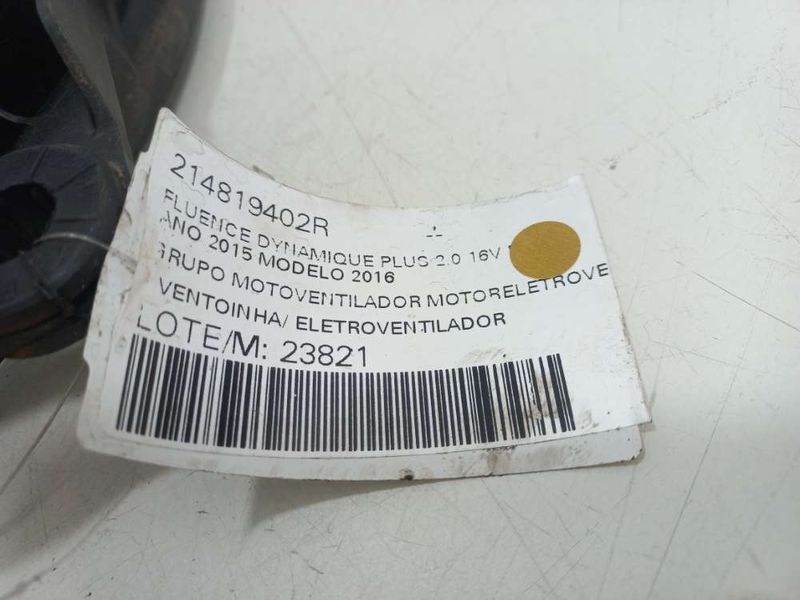 214819402R
FLUENCE DYNAMIQUE PLUS 2.0 16V
ANO 2015 MODELO 2016
GRUPO MOTOVENTILADOR MOTORELETROVE
VENTOINHA/ ELETROVENTILADOR
LOTE/M: 23821